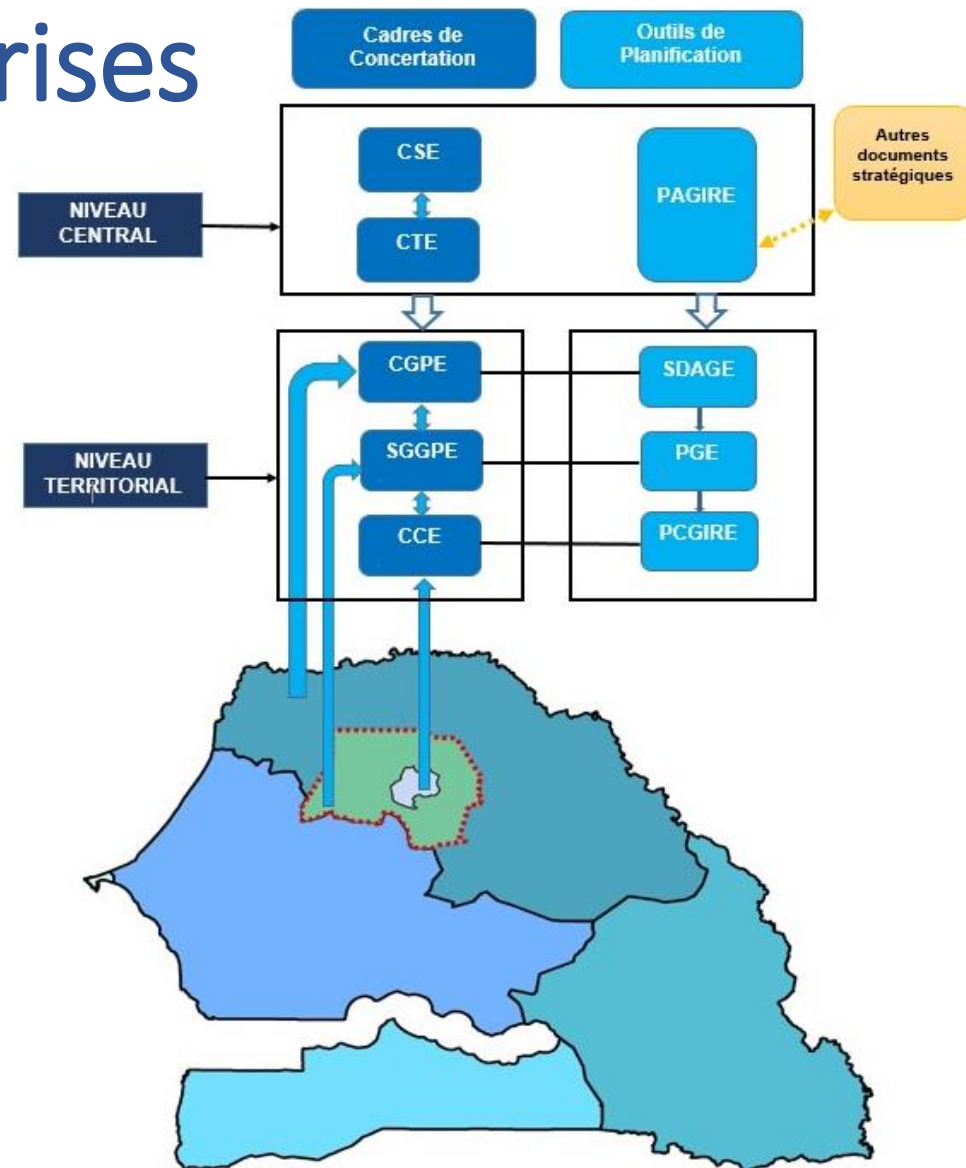 rises
Cadres de
Concertation
Outils de
Planification
Autres
documents
stratégiques
CSE
PAGIRE
NIVEAU
CENTRAL
CTE
CGPE
SDAGE
NIVEAU
TERRITORIAL
SGGPE
PGE
CCE
PCGIRE